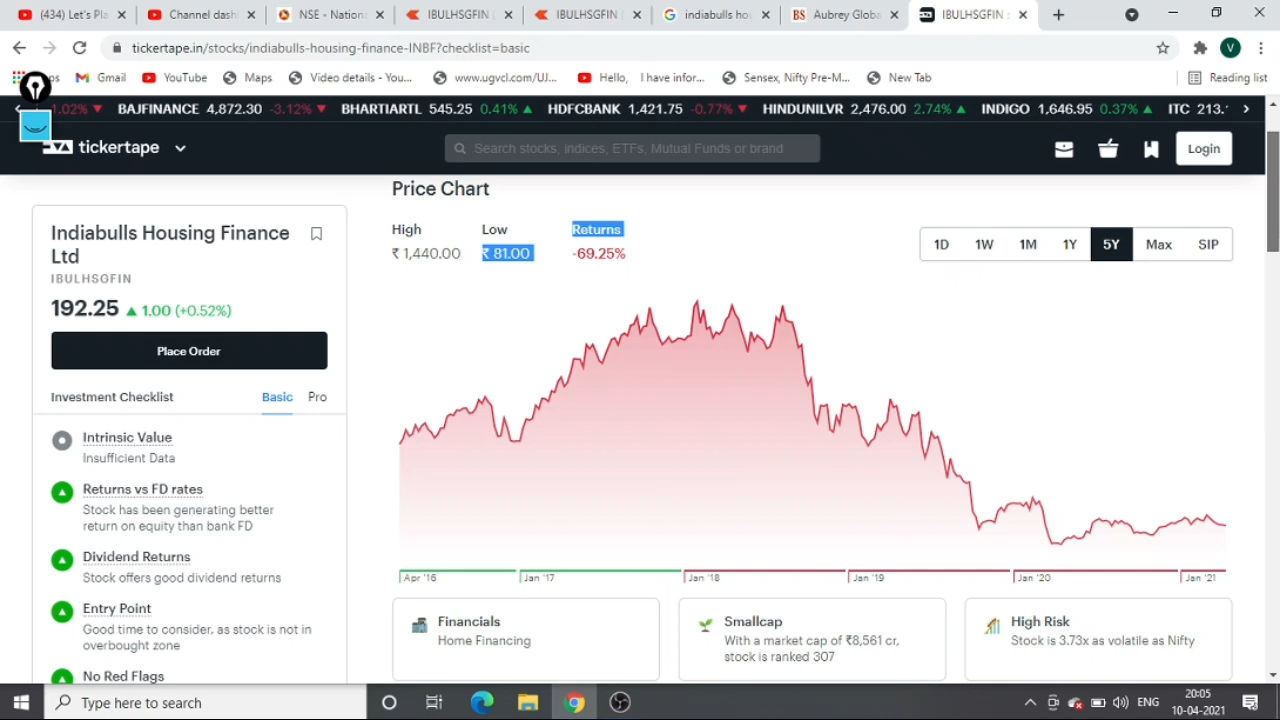 (434) Let's Pla
Channel dash
NSE - Nationa
IBULHSGFIN
IBULHSGFIN (
indiabulls hou
BS Aubrey Globa
IBULHSGFIN
tickertape.in/stocks/indiabulls-housing-finance-INBF?checklist=basic
Gmail
YouTube
Maps
Video details - You...
www.ugvcl.com/UJ...
Hello, I have infor...
Sensex, Nifty Pre-M...
New Tab
Reading list
1.02% ▼ BAJFINANCE 4,872.30 -3.12% ▼ BHARTIARTL 545.25 0.41% ▲ HDFCBANK 1,421.75 -0.77% ▼ HINDUNILVR 2,476.00 2.74% ▲ INDIGO 1,646.95 0.37% ▲ ITC 213.
tickertape
Search stocks, indices, ETFs, Mutual Funds or brand
Login
Indiabulls Housing Finance
Ltd
IBULHSGFIN
192.25 ▲ 1.00 (+0.52%)
Place Order
Investment Checklist Basic Pro
Intrinsic Value
Insufficient Data
Returns vs FD rates
Stock has been generating better
return on equity than bank FD
Dividend Returns
Stock offers good dividend returns
Entry Point
Good time to consider, as stock is not in
overbought zone
No Red Flags
Price Chart
High Low Returns
₹ 1,440.00 ₹ 81.00 -69.25%
1D 1W 1M 1Y 5Y Max SIP
Apr '16 Jan '17 Jan '18 Jan '19 Jan '20 Jan '21
Financials
Home Financing
Smallcap
With a market cap of ₹8,561 cr,
stock is ranked 307
High Risk
Stock is 3.73x as volatile as Nifty
Type here to search
ENG
20:05
10-04-2021